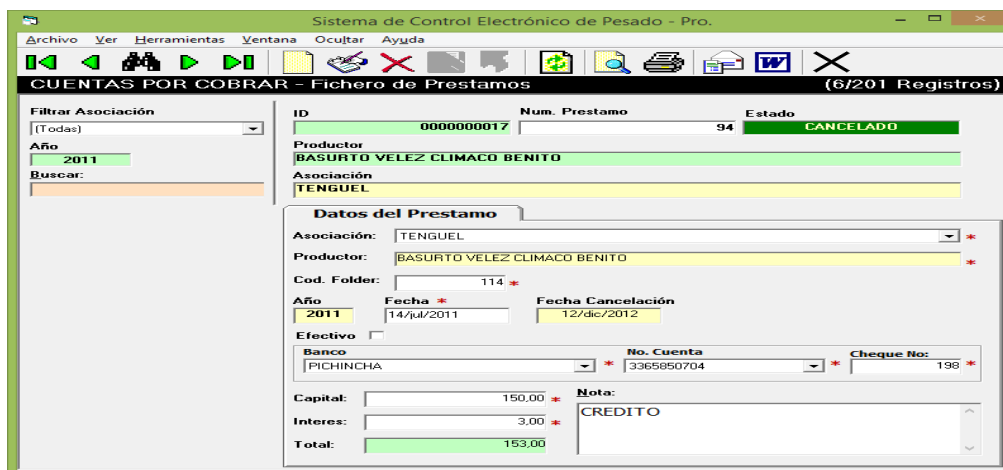 Sistema de Control Electrónico de Pesado - Pro.
Archivo Ver Herramientas Ventana Ocultar Ayuda
CUENTAS POR COBRAR - Fichero de Prestamos (6/201 Registros)
Filtrar Asociación
(Todas)
Año
2011
Buscar:
ID Num. Prestamo Estado
0000000017 94 CANCELADO
Productor
BASURTO VELEZ CLIMACO BENITO
Asociación
TENGUEL
Datos del Prestamo
Asociación: TENGUEL *
Productor: BASURTO VELEZ CLIMACO BENITO *
Cod. Folder: 114 *
Año Fecha * Fecha Cancelación
2011 14/jul/2011 12/dic/2012
Efectivo
Banco No. Cuenta Cheque No:
PICHINCHA * 3365850704 * 198 *
Capital: 150,00 * Nota:
CREDITO
Interes: 3,00 *
Total: 153,00